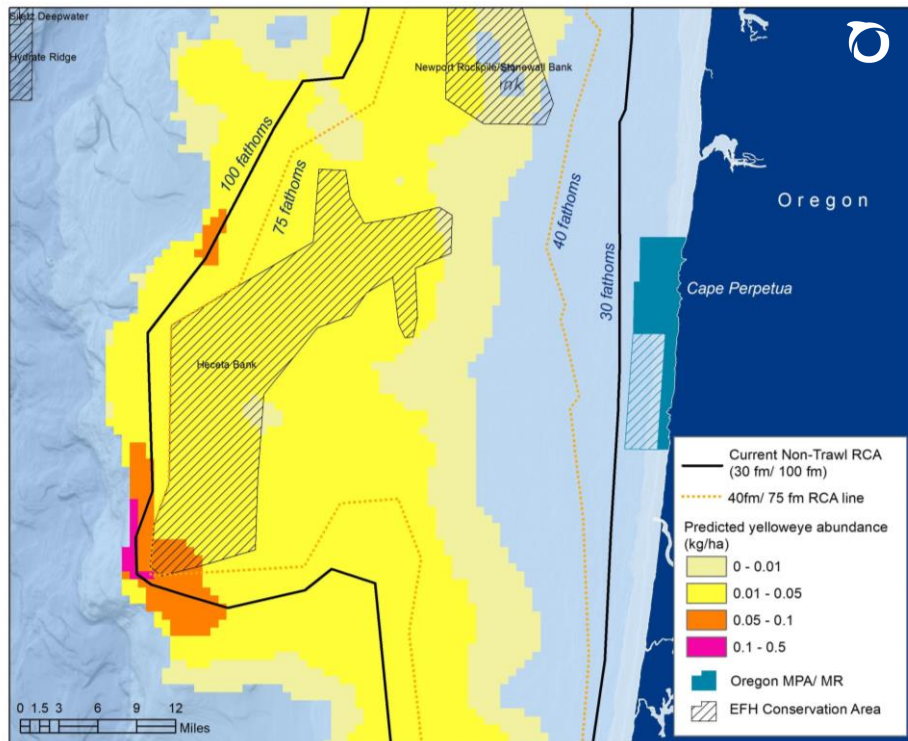 Siletz Deepwater
Hydrate Ridge
Newport Rockpile/Stonewall Bank
nk
100 fathoms
75 fathoms
40 fathoms
30 fathoms
Oregon
Cape Perpetua
Heceta Bank
Current Non-Trawl RCA
(30 fm/ 100 fm)
40fm/ 75 fm RCA line
Predicted yelloweye abundance
(kg/ha)
0 - 0.01
0.01 - 0.05
0.05 - 0.1
0.1 - 0.5
Oregon MPA/ MR
EFH Conservation Area
0 1.5 3 6 9 12
Miles